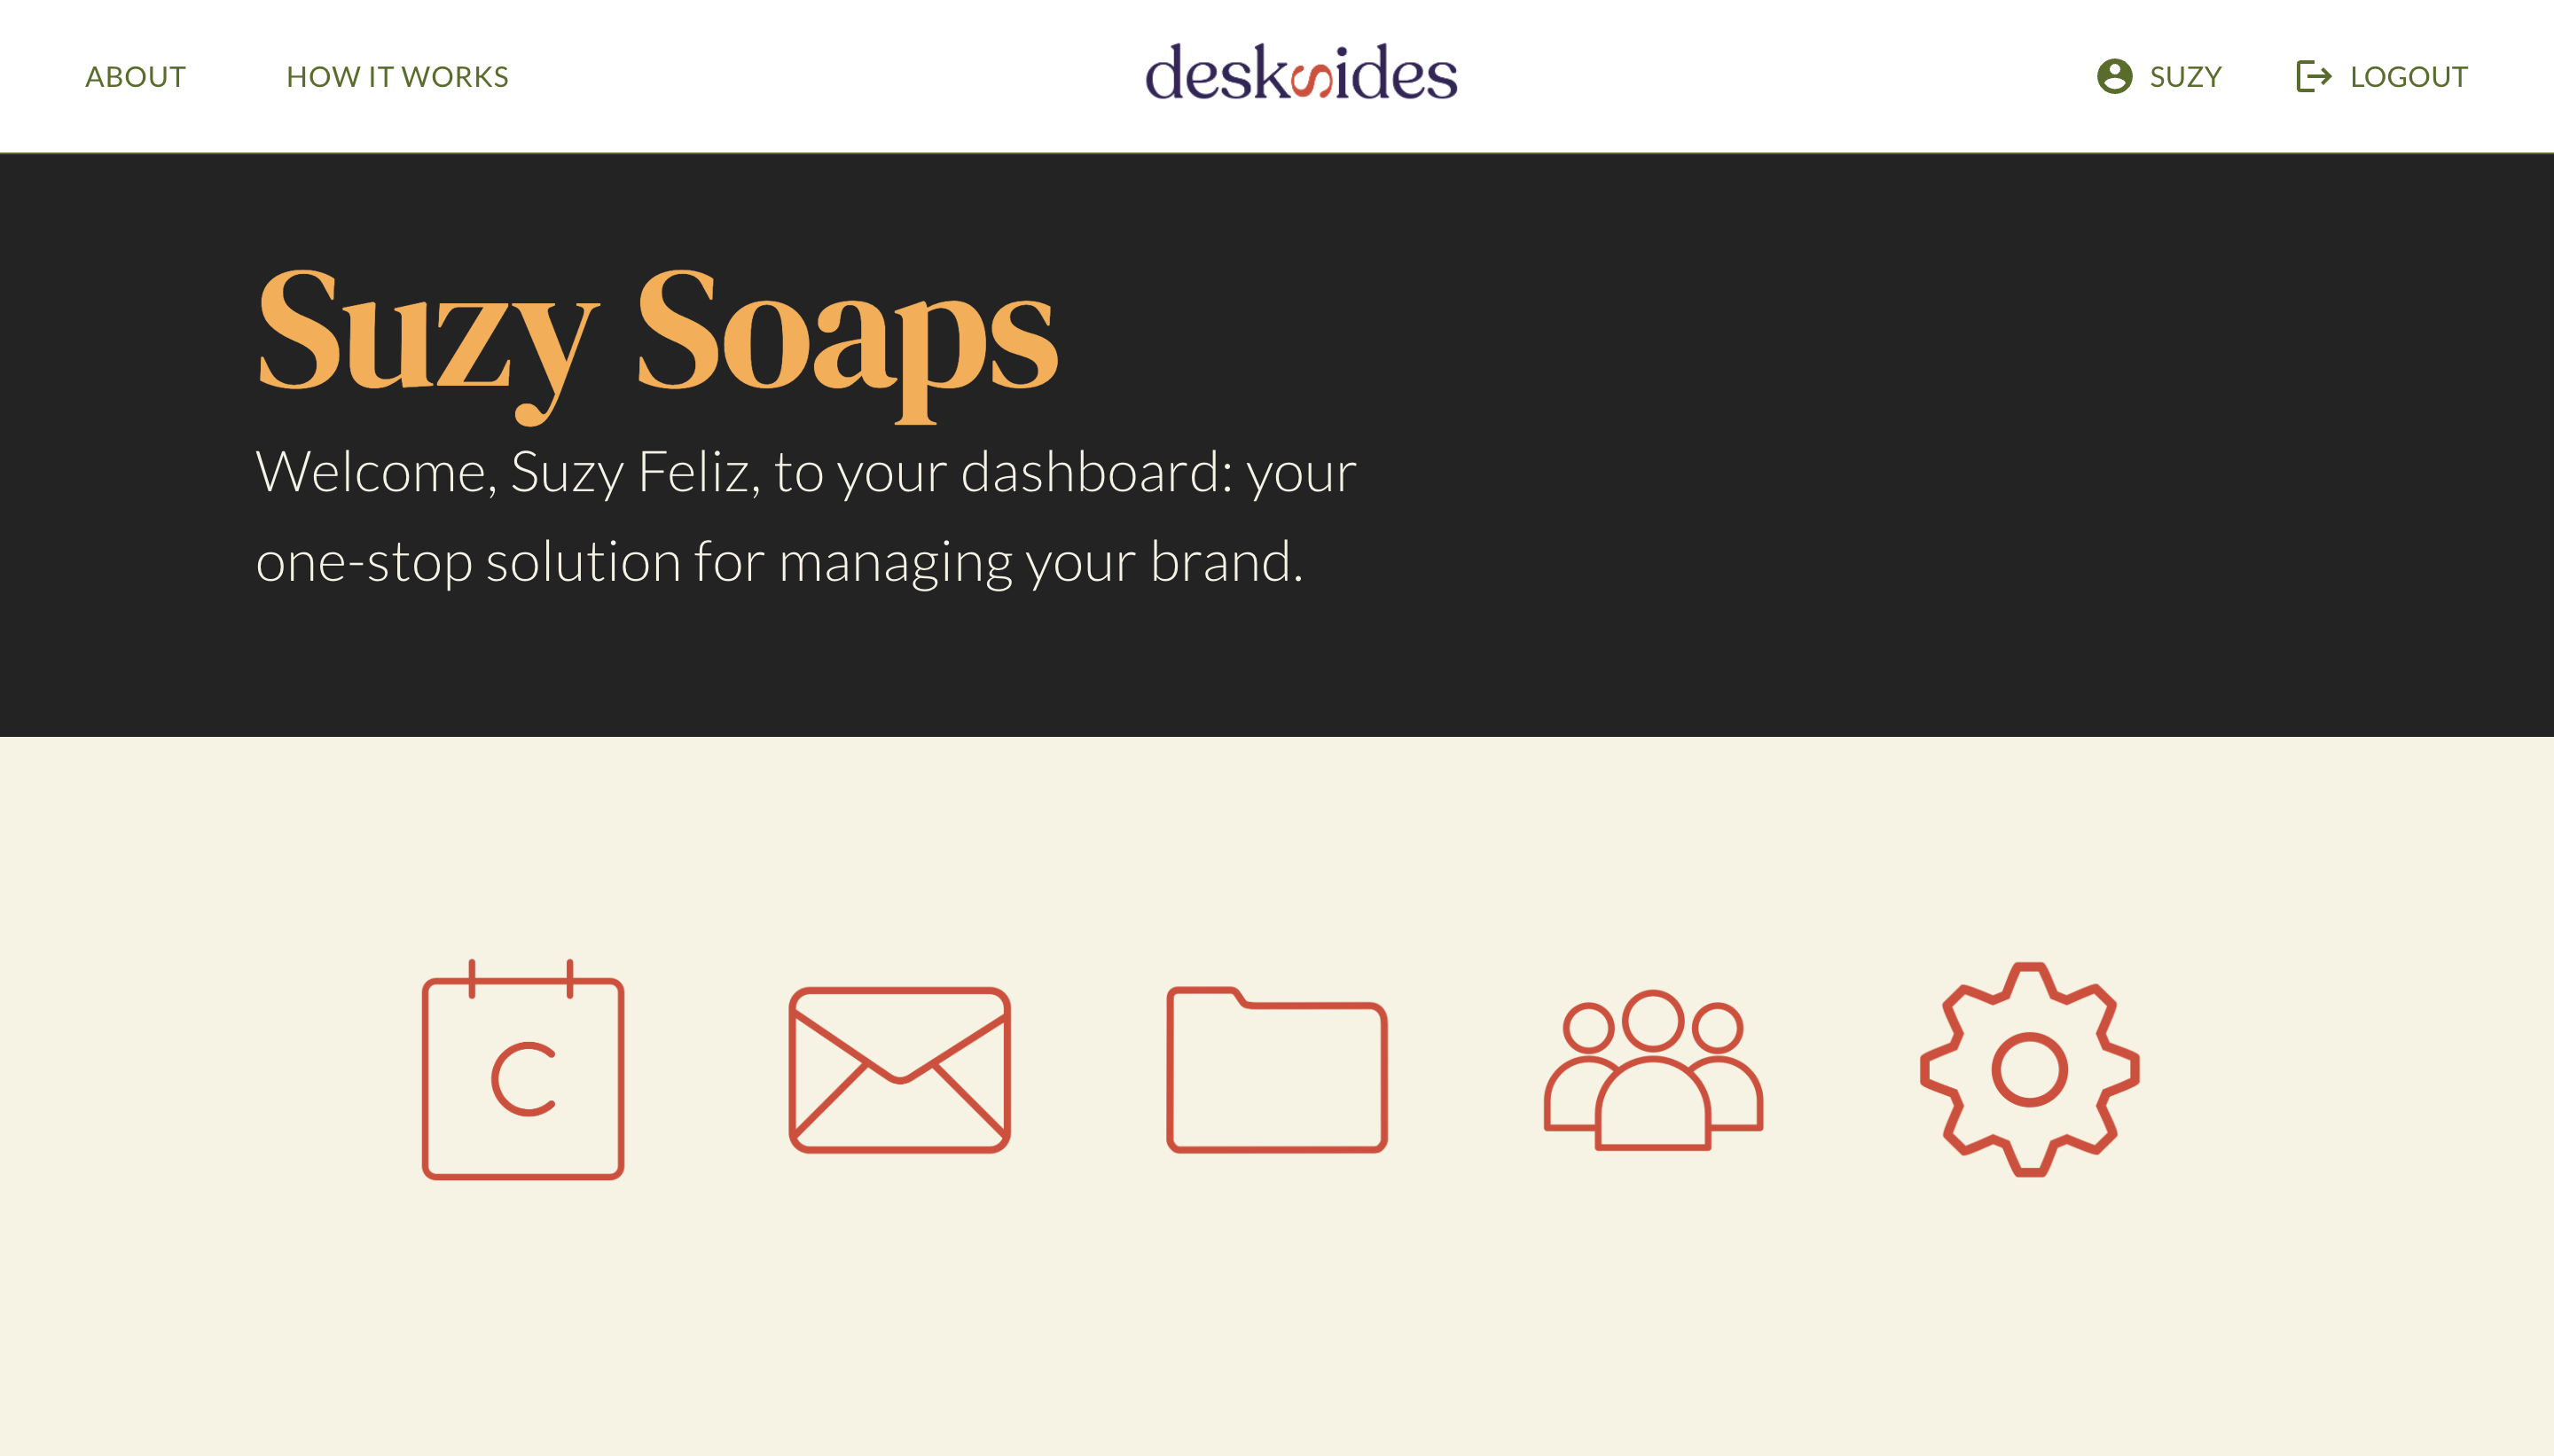 ABOUT
HOW IT WORKS
desksides
SUZY
LOGOUT
Suzy Soaps
Welcome, Suzy Feliz, to your dashboard: your
one-stop solution for managing your brand.
C